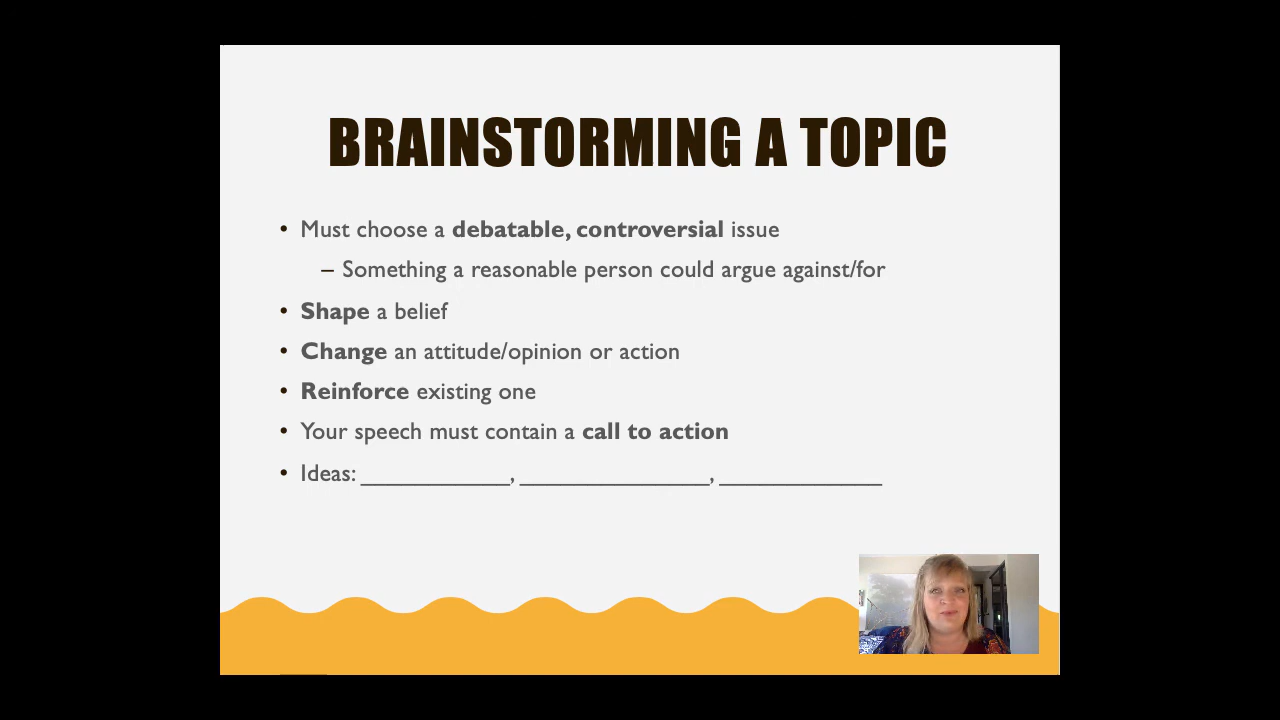 BRAINSTORMING A TOPIC
• Must choose a debatable, controversial issue
– Something a reasonable person could argue against/for
• Shape a belief
• Change an attitude/opinion or action
• Reinforce existing one
• Your speech must contain a call to action
• Ideas: ____________, _______________, _____________